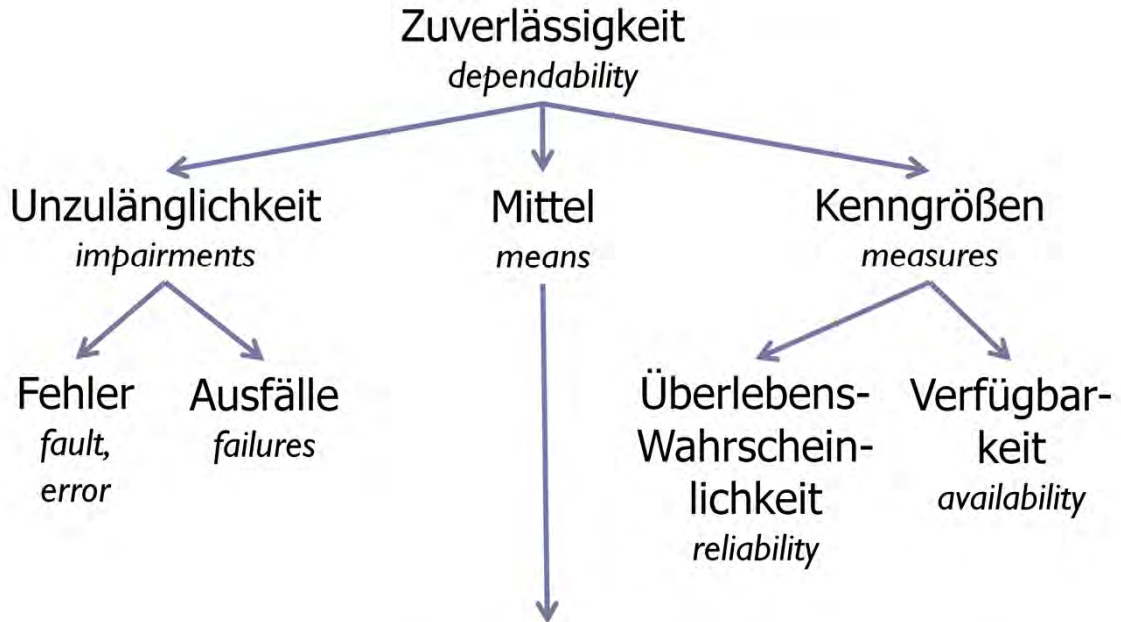 Zuverlässigkeit
dependability
Unzulänglichkeit
impairments
Mittel
means
Kenngrößen
measures
Fehler
fault,
error
Ausfälle
failures
Überlebens-
Wahrschein-
lichkeit
reliability
Verfügbar-
keit
availability